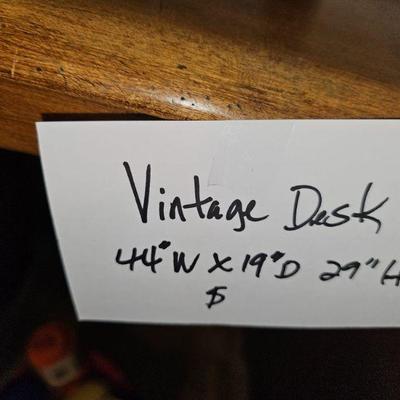 Vintage Desk
44"W x 19"D 29"H
$